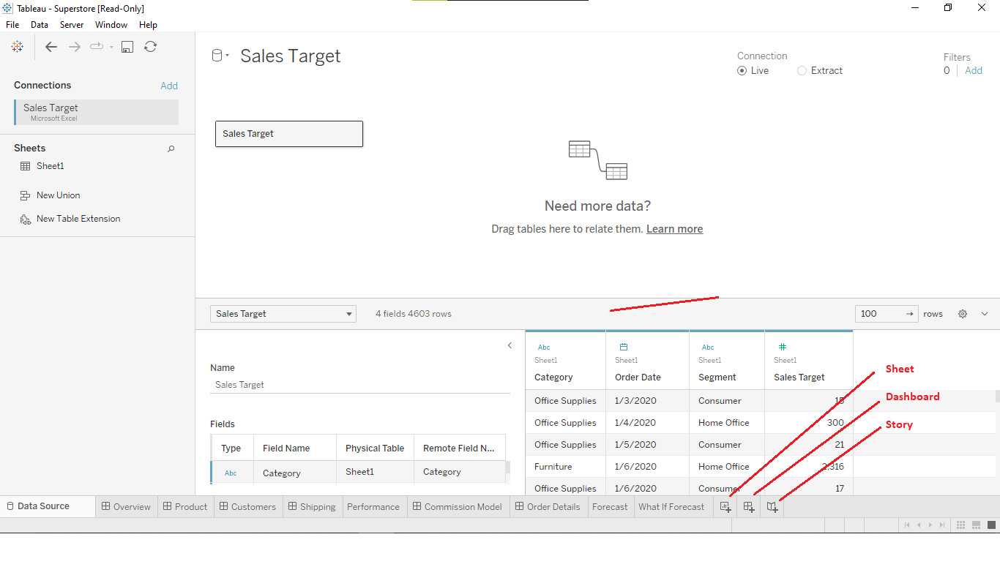 Tableau - Superstore [Read-Only]
File Data Server Window Help
Sales Target
Connection
Live Extract
Filters
0 Add
Connections Add
Sales Target
Microsoft Excel
Sheets
Sheet1
New Union
New Table Extension
Sales Target
Need more data?
Drag tables here to relate them. Learn more
Sales Target 4 fields 4603 rows 100 rows
Name
Sales Target
Fields
Type Field Name Physical Table Remote Field N...
Abc Category Sheet1 Category
Abc Abc #
Sheet1 Sheet1 Sheet1 Sheet1
Category Order Date Segment Sales Target
Office Supplies 1/3/2020 Consumer
Office Supplies 1/4/2020 Home Office 300
Office Supplies 1/5/2020 Consumer 21
Furniture 1/6/2020 Home Office 2,316
Office Supplies 1/6/2020 Consumer 17
Sheet
Dashboard
Story
Data Source Overview Product Customers Shipping Performance Commission Model Order Details Forecast What If Forecast